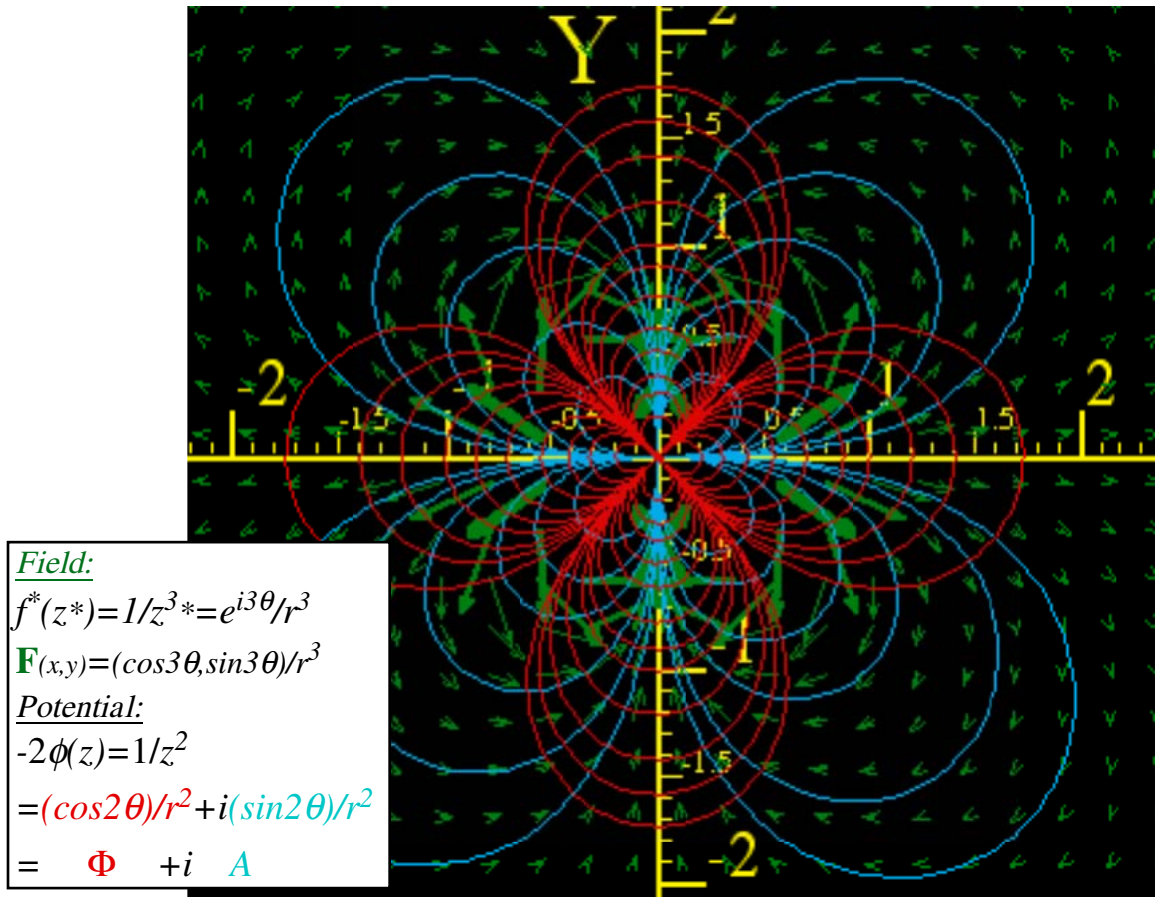 Y
2
1.5
1
0.5
-2
-1
1
2
-1.5
-0.5
0.5
1.5
-0.5
-1
-1.5
-2
Field:
f*(z*)=1/z³*=e^{i3θ}/r³
F(x,y)=(cos3θ,sin3θ)/r³
Potential:
-2ϕ(z)=1/z²
=(cos2θ)/r²+i(sin2θ)/r²
= Φ +i A